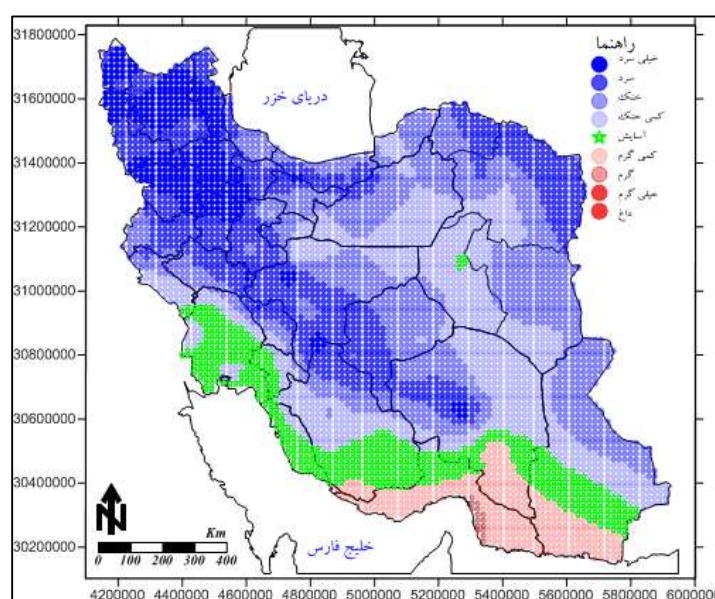 31800000
31600000
31400000
31200000
31000000
30800000
30600000
30400000
30200000
راهنما
خیلی سرد
سرد
خنک
کمی خنک
آسایش
کمی گرم
گرم
خیلی گرم
داغ
دریای خزر
خلیج فارس
N
Km
0 100 200 300 400
4200000 4400000 4600000 4800000 5000000 5200000 5400000 5600000 5800000 6000000